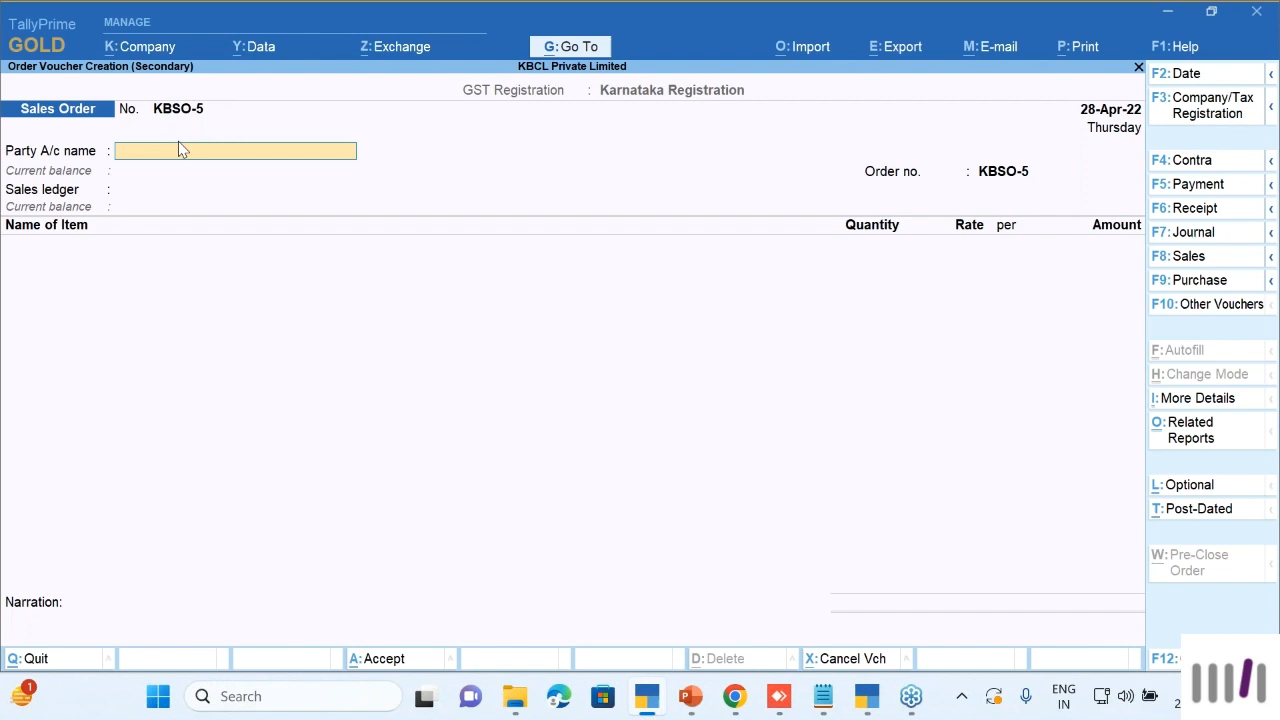 TallyPrime
GOLD
MANAGE
K:Company
Y:Data
Z:Exchange
G:Go To
O:Import
E:Export
M:E-mail
P:Print
F1:Help
Order Voucher Creation (Secondary)
KBCL Private Limited
GST Registration : Karnataka Registration
Sales Order No. KBSO-5
28-Apr-22
Thursday
Party A/c name :
Current balance :
Order no. : KBSO-5
Sales ledger :
Current balance :
Name of Item Quantity Rate per Amount
Narration:
F2:Date
F3:Company/Tax
Registration
F4:Contra
F5:Payment
F6:Receipt
F7:Journal
F8:Sales
F9:Purchase
F10:Other Vouchers
F:Autofill
H:Change Mode
I:More Details
O:Related
Reports
L:Optional
T:Post-Dated
W:Pre-Close
Order
Q:Quit
A:Accept
D:Delete
X:Cancel Vch
F12:
1
Search
ENG
IN